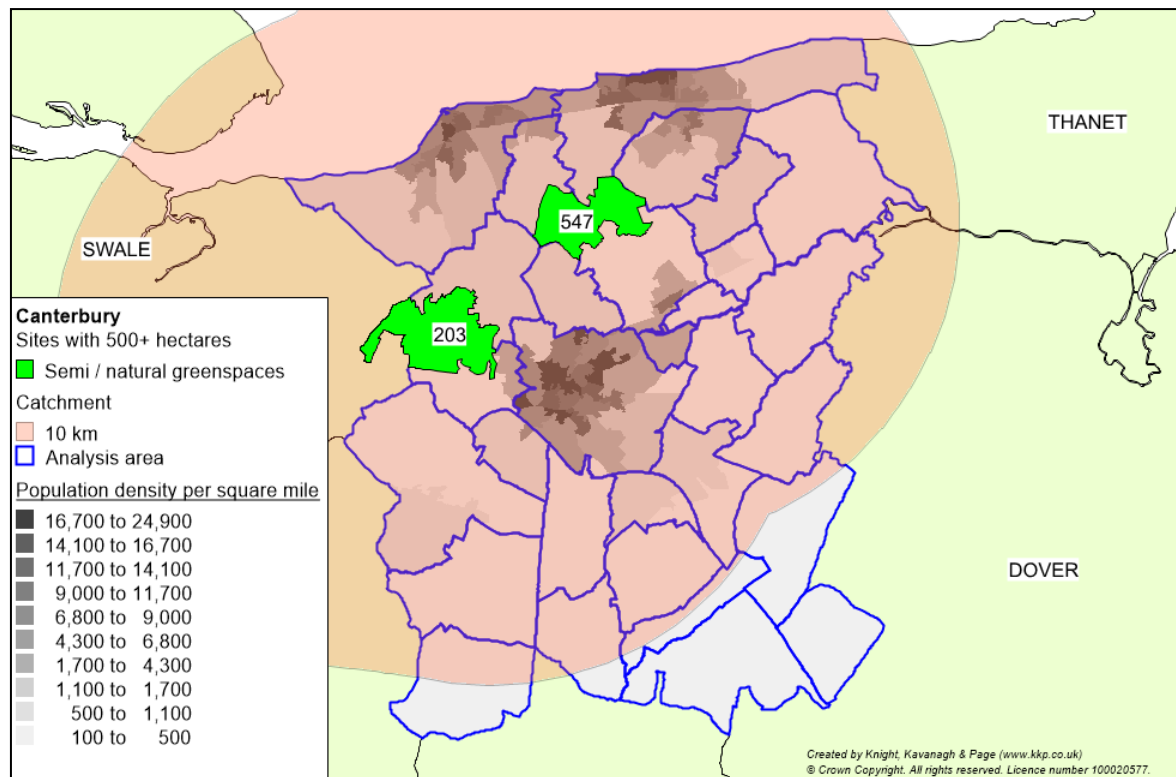 THANET
547
SWALE
203
Canterbury
Sites with 500+ hectares
Semi / natural greenspaces
Catchment
10 km
Analysis area
Population density per square mile
16,700 to 24,900
14,100 to 16,700
11,700 to 14,100
9,000 to 11,700
6,800 to 9,000
4,300 to 6,800
1,700 to 4,300
1,100 to 1,700
500 to 1,100
100 to 500
DOVER
Created by Knight, Kavanagh & Page (www.kkp.co.uk)
© Crown Copyright. All rights reserved. Licence number 100020577.